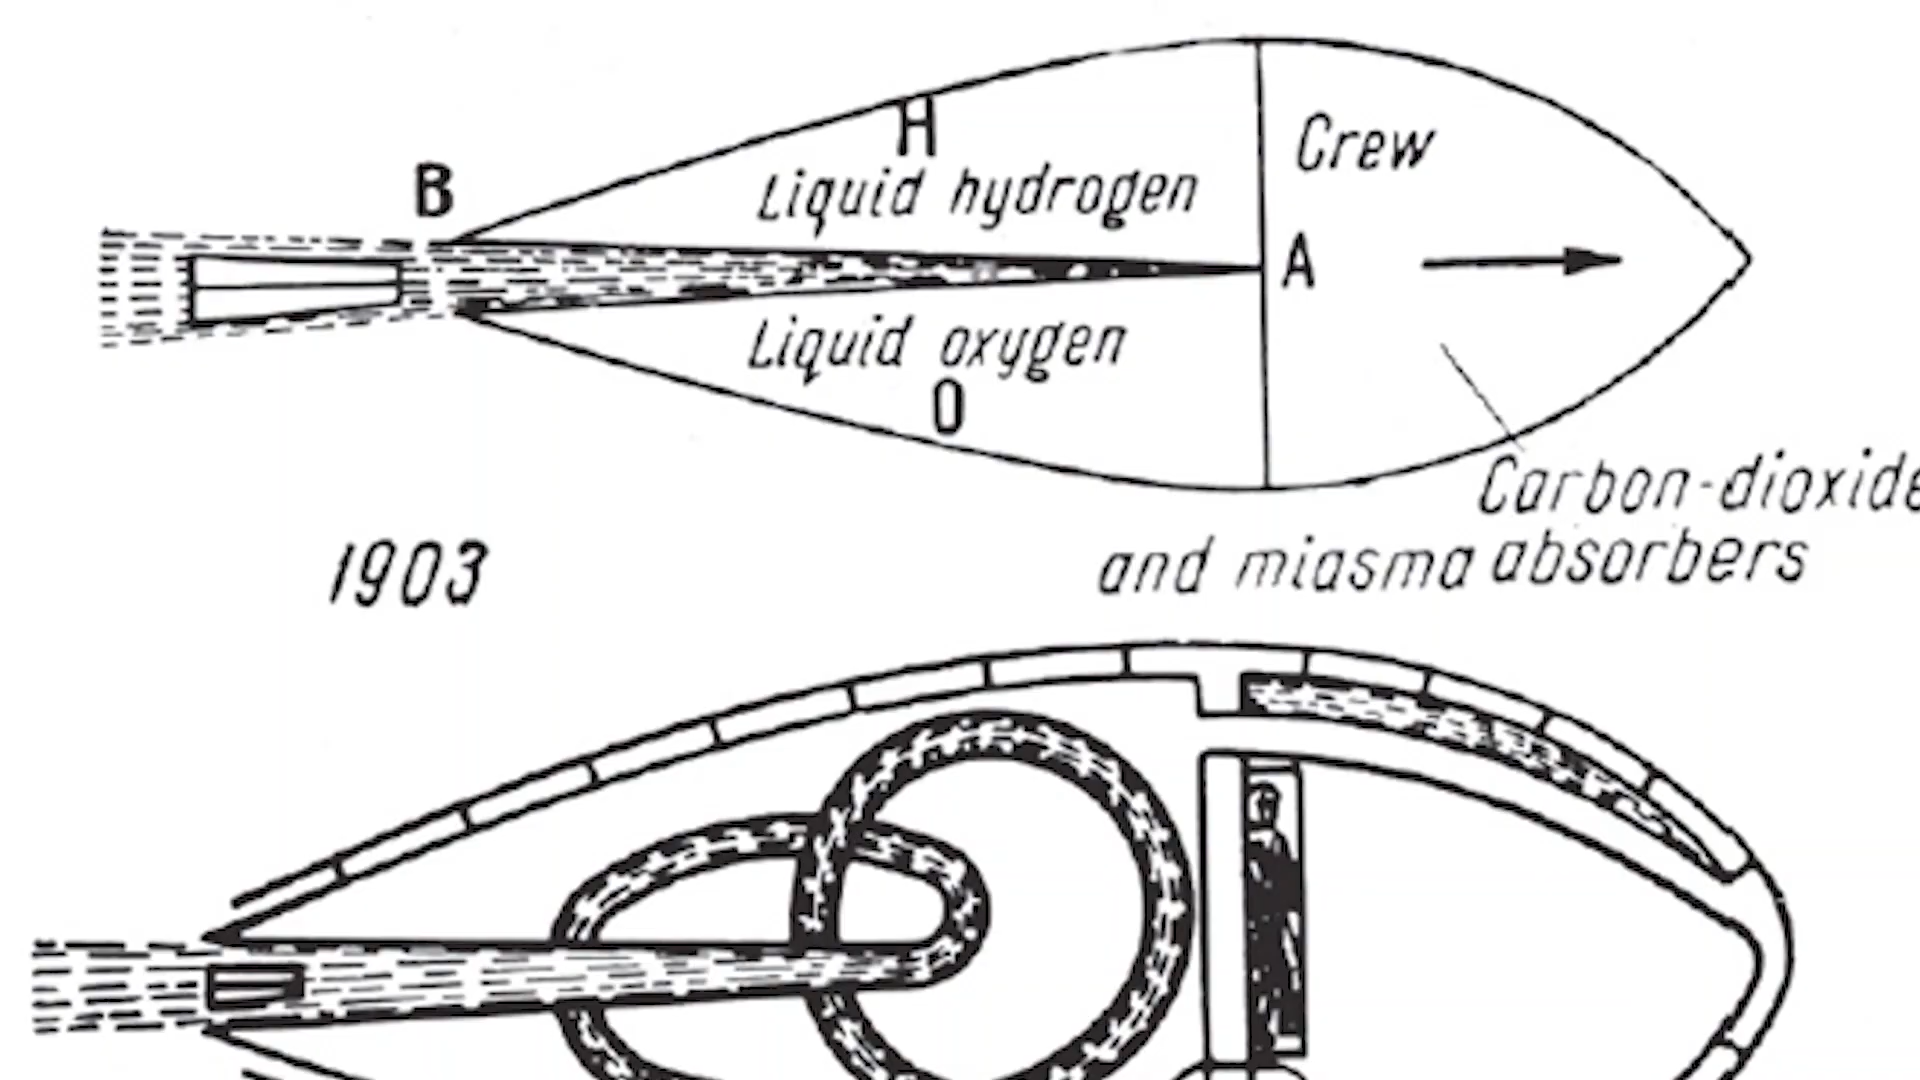 H
Crew
B
Liquid hydrogen
A
Liquid oxygen
O
Carbon-dioxide
and miasma absorbers
1903